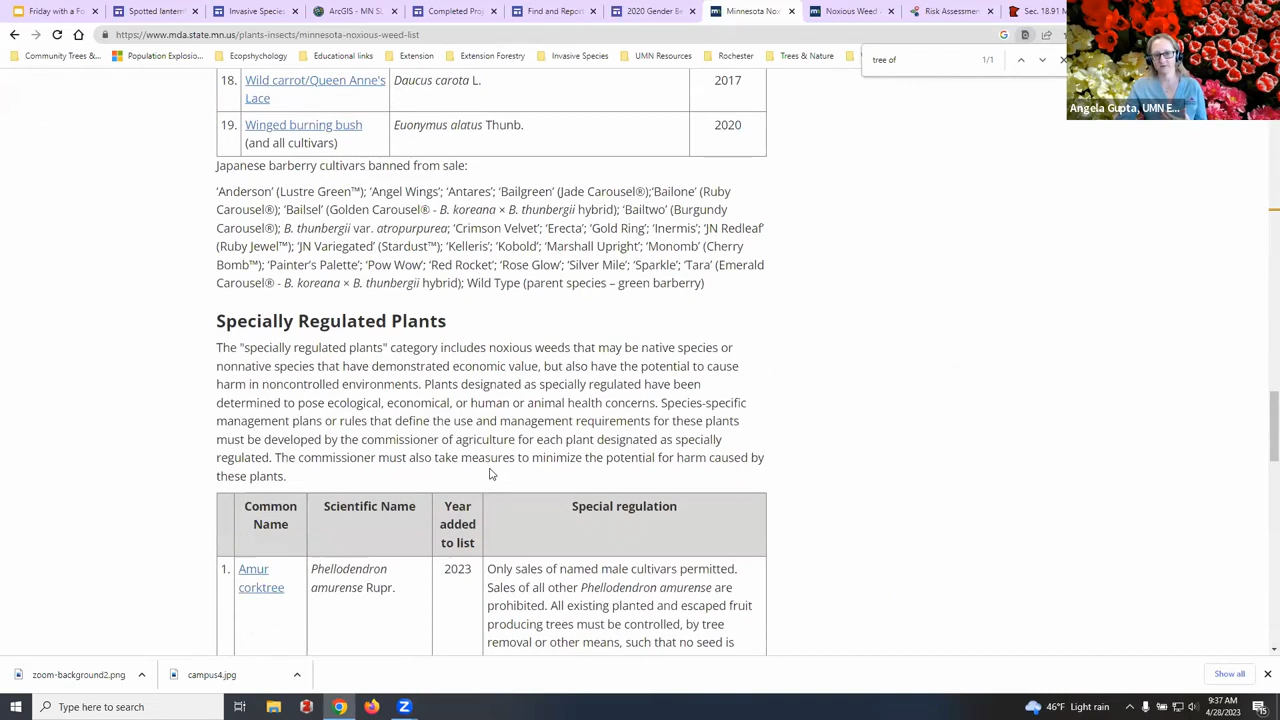 Friday with a Fo
Spotted lantern
Invasive Species
ArcGIS - MN SL
Completed Prog
Find and Report
2020 Gender Be
Minnesota Nox
Noxious Weed
Risk Assessment
Sec. 18.91 M
https://www.mda.state.mn.us/plants-insects/minnesota-noxious-weed-list
Community Trees &...
Population Explosio...
Ecopsychology
Invasive plants/terr...
Extension
Extension Forestry
Invasive Species
UMN Resources
Rochester
Trees & Nature
tree of
1/1
Angela Gupta, UMN E...
18. Wild carrot/Queen Anne's Daucus carota L. 2017
Lace
19. Winged burning bush Euonymus alatus Thunb. 2020
(and all cultivars)
Japanese barberry cultivars banned from sale:
'Anderson' (Lustre Green™); 'Angel Wings'; 'Antares'; 'Bailgreen' (Jade Carousel®);'Bailone' (Ruby
Carousel®); 'Bailsel' (Golden Carousel® - B. koreana × B. thunbergii hybrid); 'Bailtwo' (Burgundy
Carousel®); B. thunbergii var. atropurpurea; 'Crimson Velvet'; 'Erecta'; 'Gold Ring'; 'Inermis'; 'JN Redleaf'
(Ruby Jewel™); 'JN Variegated' (Stardust™); 'Kelleris'; 'Kobold'; 'Marshall Upright'; 'Monomb' (Cherry
Bomb™); 'Painter's Palette'; 'Pow Wow'; 'Red Rocket'; 'Rose Glow'; 'Silver Mile'; 'Sparkle'; 'Tara' (Emerald
Carousel® - B. koreana × B. thunbergii hybrid); Wild Type (parent species – green barberry)
Specially Regulated Plants
The "specially regulated plants" category includes noxious weeds that may be native species or
nonnative species that have demonstrated economic value, but also have the potential to cause
harm in noncontrolled environments. Plants designated as specially regulated have been
determined to pose ecological, economical, or human or animal health concerns. Species-specific
management plans or rules that define the use and management requirements for these plants
must be developed by the commissioner of agriculture for each plant designated as specially
regulated. The commissioner must also take measures to minimize the potential for harm caused by
these plants.
Common Name
Scientific Name
Year added to list
Special regulation
1. Amur corktree
Phellodendron
amurense Rupr.
2023
Only sales of named male cultivars permitted.
Sales of all other Phellodendron amurense are
prohibited. All existing planted and escaped fruit
producing trees must be controlled, by tree
removal or other means, such that no seed is
zoom-background2.png
campus4.jpg
Show all
Type here to search
46°F Light rain
9:37 AM
4/28/2023
15